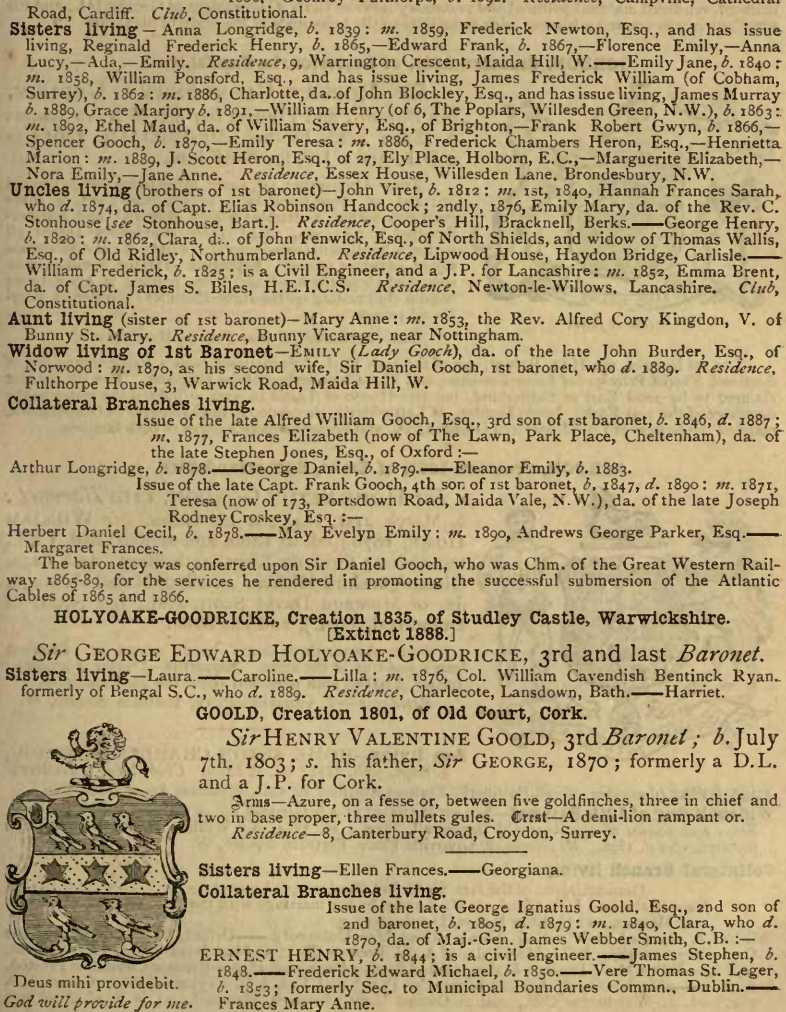 Road, Cardiff. Club, Constitutional.
Sisters living—Anna Longridge, b. 1839: m. 1859, Frederick Newton, Esq., and has issue
living, Reginald Frederick Henry, b. 1865,—Edward Frank, b. 1867,—Florence Emily,—Anna
Lucy,—Ada,—Emily. Residence, 9, Warrington Crescent, Maida Hill, W.——Emily Jane, b. 1840:
m. 1858, William Ponsford, Esq., and has issue living, James Frederick William (of Cobham,
Surrey), b. 1862: m. 1886, Charlotte, da. of John Blockley, Esq., and has issue living, James Murray
b. 1889, Grace Marjory b. 1891,—William Henry (of 6, The Poplars, Willesden Green, N.W.), b. 1863:
m. 1892, Ethel Maud, da. of William Savery, Esq., of Brighton,—Frank Robert Gwyn, b. 1866,—
Spencer Gooch, b. 1870,—Emily Teresa: m. 1886, Frederick Chambers Heron, Esq.,—Henrietta
Marion: m. 1889, J. Scott Heron, Esq., of 27, Ely Place, Holborn, E.C.,—Marguerite Elizabeth,—
Nora Emily,—Jane Anne. Residence, Essex House, Willesden Lane, Brondesbury, N.W.
Uncles living (brothers of 1st baronet)—John Viret, b. 1812: m. 1st, 1840, Hannah Frances Sarah,
who d. 1874, da. of Capt. Elias Robinson Handcock; 2ndly, 1876, Emily Mary, da. of the Rev. C.
Stonhouse [see Stonhouse, Bart.]. Residence, Cooper's Hill, Bracknell, Berks.——George Henry,
b. 1820: m. 1862, Clara, da. of John Fenwick, Esq., of North Shields, and widow of Thomas Wallis,
Esq., of Old Ridley, Northumberland. Residence, Lipwood House, Haydon Bridge, Carlisle.——
William Frederick, b. 1825; is a Civil Engineer, and a J.P. for Lancashire: m. 1852, Emma Brent,
da. of Capt. James S. Biles, H.E.I.C.S. Residence, Newton-le-Willows, Lancashire. Club,
Constitutional.
Aunt living (sister of 1st baronet)—Mary Anne: m. 1853, the Rev. Alfred Cory Kingdon, V. of
Bunny St. Mary. Residence, Bunny Vicarage, near Nottingham.
Widow living of 1st Baronet—EMILY (Lady Gooch), da. of the late John Burder, Esq., of
Norwood: m. 1870, as his second wife, Sir Daniel Gooch, 1st baronet, who d. 1889. Residence,
Fulthorpe House, 3, Warwick Road, Maida Hill, W.
Collateral Branches living.
Issue of the late Alfred William Gooch, Esq., 3rd son of 1st baronet, b. 1846, d. 1887;
m. 1877, Frances Elizabeth (now of The Lawn, Park Place, Cheltenham), da. of
the late Stephen Jones, Esq., of Oxford:—
Arthur Longridge, b. 1878.——George Daniel, b. 1879.——Eleanor Emily, b. 1883.
Issue of the late Capt. Frank Gooch, 4th son of 1st baronet, b. 1847, d. 1890: m. 1871,
Teresa (now of 173, Portsdown Road, Maida Vale, N.W.), da. of the late Joseph
Rodney Croskey, Esq.:—
Herbert Daniel Cecil, b. 1878.——May Evelyn Emily: m. 1890, Andrews George Parker, Esq.——
Margaret Frances.
The baronetcy was conferred upon Sir Daniel Gooch, who was Chm. of the Great Western Rail-
way 1865-89, for the services he rendered in promoting the successful submersion of the Atlantic
Cables of 1865 and 1866.
HOLYOAKE-GOODRICKE, Creation 1835, of Studley Castle, Warwickshire.
[Extinct 1888.]
Sir GEORGE EDWARD HOLYOAKE-GOODRICKE, 3rd and last Baronet.
Sisters living—Laura.——Caroline.——Lilla: m. 1876, Col. William Cavendish Bentinck Ryan,
formerly of Bengal S.C., who d. 1889. Residence, Charlecote, Lansdown, Bath.——Harriet.
GOOLD, Creation 1801, of Old Court, Cork.
Sir HENRY VALENTINE GOOLD, 3rd Baronet; b. July
7th. 1803; s. his father, Sir GEORGE, 1870; formerly a D.L.
and a J.P. for Cork.
Arms—Azure, on a fesse or, between five goldfinches, three in chief and
two in base proper, three mullets gules. Crest—A demi-lion rampant or.
Residence—8, Canterbury Road, Croydon, Surrey.
Sisters living—Ellen Frances.——Georgiana.
Collateral Branches living.
Issue of the late George Ignatius Goold, Esq., 2nd son of
2nd baronet, b. 1805, d. 1879: m. 1840, Clara, who d.
1870, da. of Maj.-Gen. James Webber Smith, C.B.:—
ERNEST HENRY, b. 1844; is a civil engineer.——James Stephen, b.
1848.——Frederick Edward Michael, b. 1850.——Vere Thomas St. Leger,
b. 1853; formerly Sec. to Municipal Boundaries Commn., Dublin.——
Frances Mary Anne.
Deus mihi providebit.
God will provide for me.